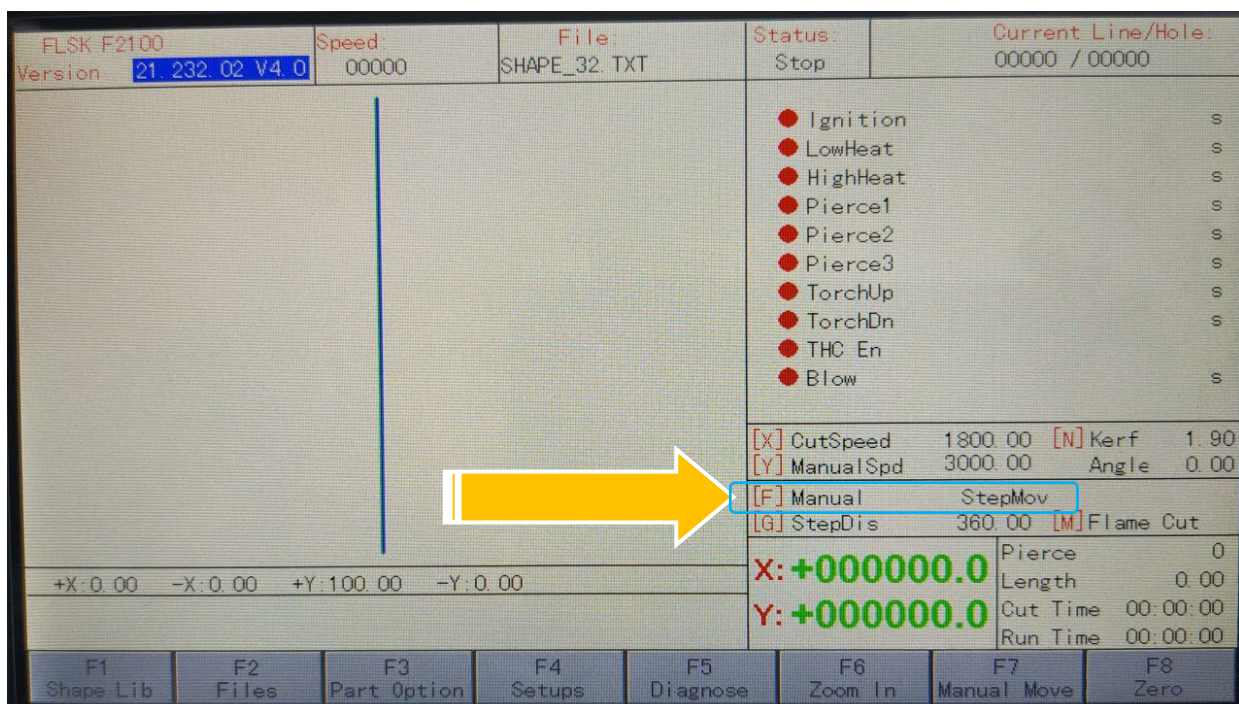 FLSK F2100
Version 21.232.02 V4.0
Speed:
00000
File:
SHAPE_32.TXT
Status:
Stop
Current Line/Hole:
00000 / 00000
Ignition s
LowHeat s
HighHeat s
Pierce1 s
Pierce2 s
Pierce3 s
TorchUp s
TorchDn s
THC En
Blow s
[X] CutSpeed 1800.00 [N] Kerf 1.90
[Y] ManualSpd 3000.00 Angle 0.00
[F] Manual StepMov
[G] StepDis 360.00 [M] Flame Cut
+X:0.00 -X:0.00 +Y:100.00 -Y:0.00
X: +000000.0
Y: +000000.0
Pierce 0
Length 0.00
Cut Time 00:00:00
Run Time 00:00:00
F1 F2 F3 F4 F5 F6 F7 F8
Shape Lib Files Part Option Setups Diagnose Zoom In Manual Move Zero